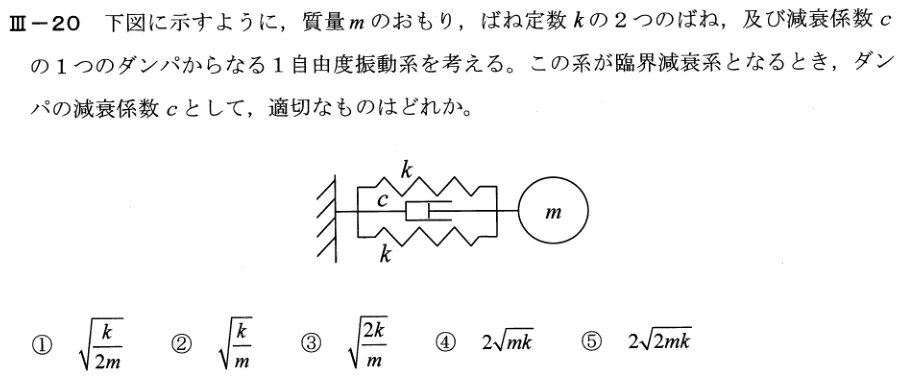 Ⅲ－20　下図に示すように，質量 m のおもり，ばね定数 k の２つのばね，及び減衰係数 c
の１つのダンパからなる１自由度振動系を考える。この系が臨界減衰系となるとき，ダン
パの減衰係数 c として，適切なものはどれか。
k
c
m
k
① √(k/2m)　② √(k/m)　③ √(2k/m)　④ 2√mk　⑤ 2√2mk